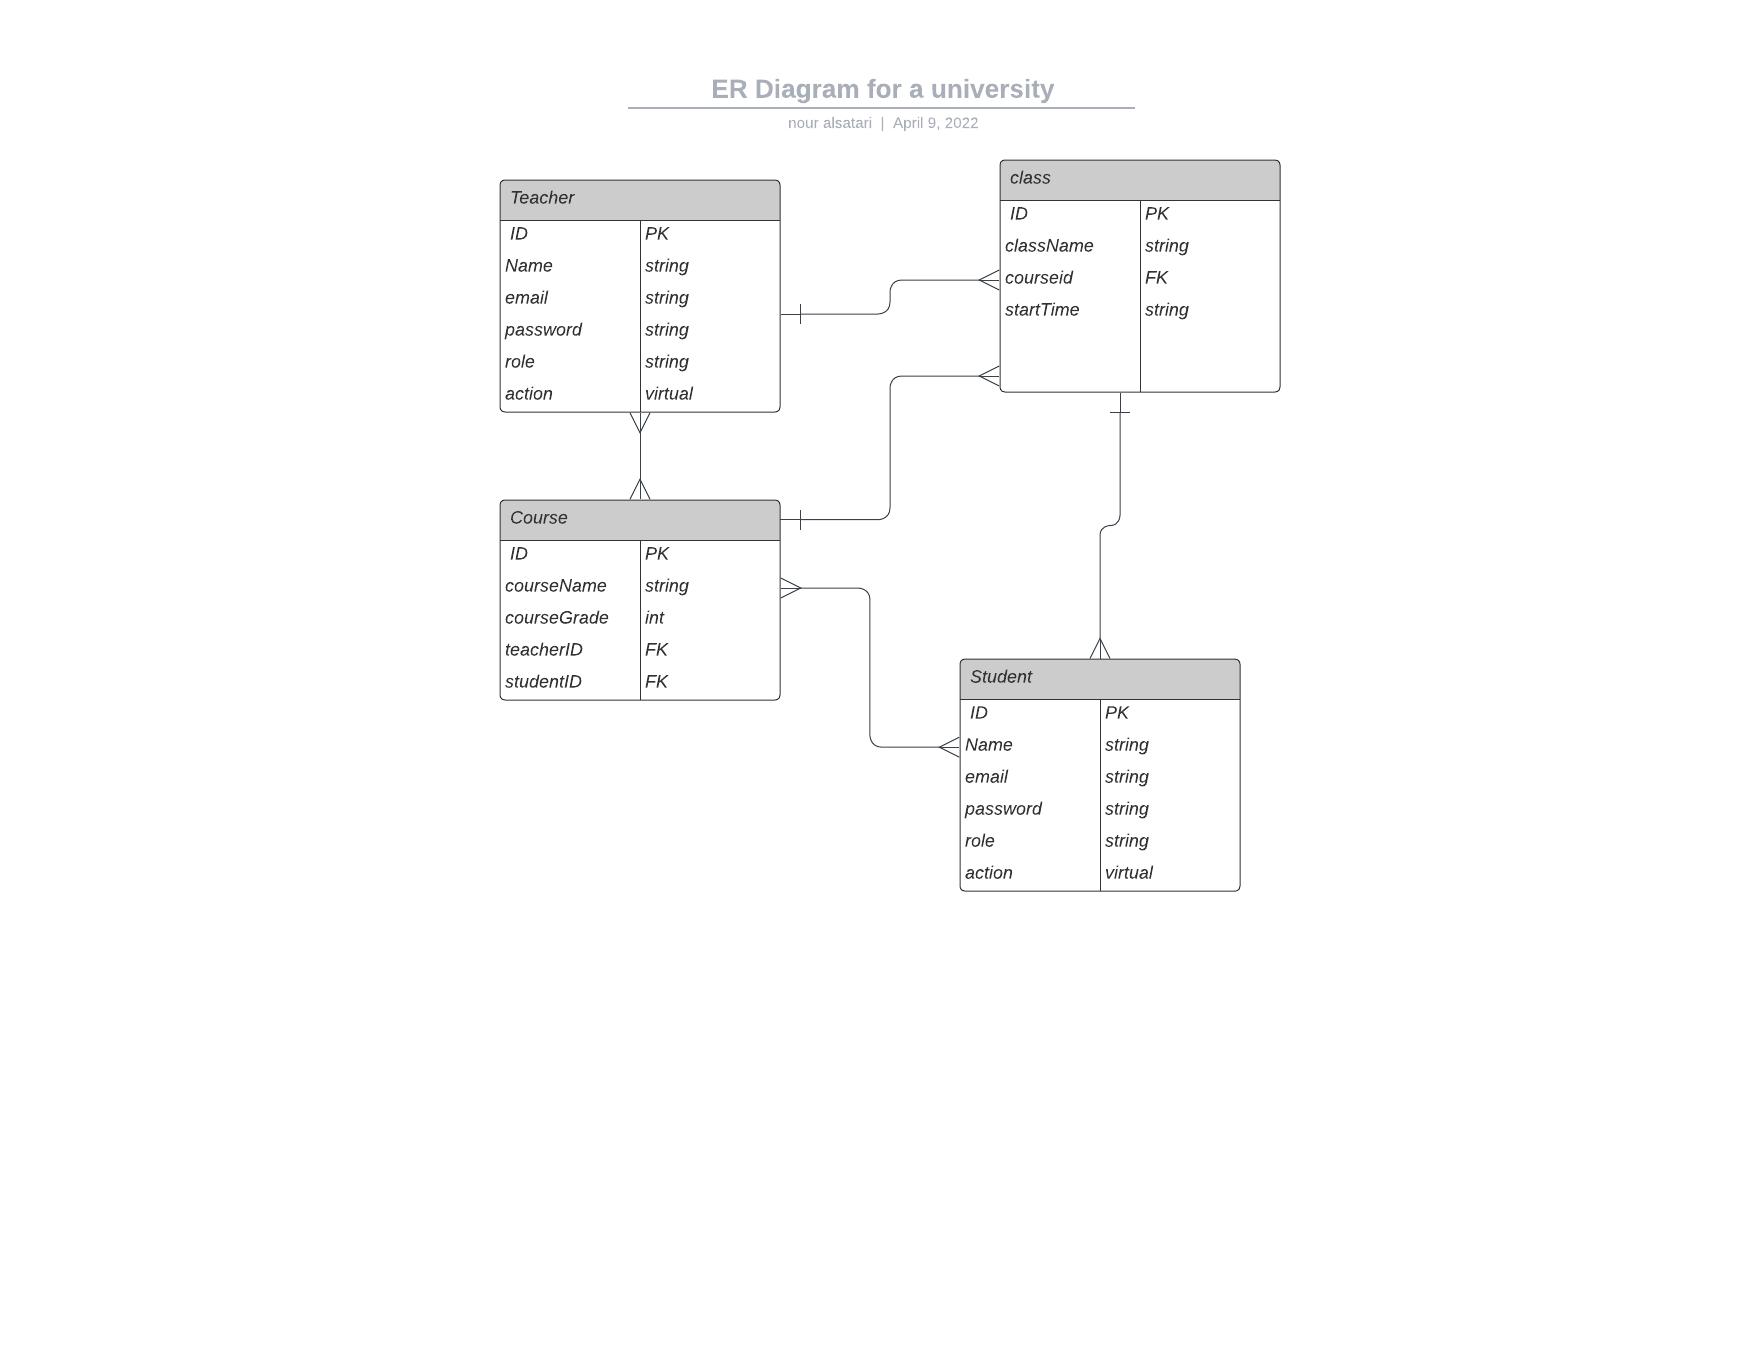 ER Diagram for a university
nour alsatari | April 9, 2022
Teacher
ID PK
Name string
email string
password string
role string
action virtual
class
ID PK
className string
courseid FK
startTime string
Course
ID PK
courseName string
courseGrade int
teacherID FK
studentID FK
Student
ID PK
Name string
email string
password string
role string
action virtual